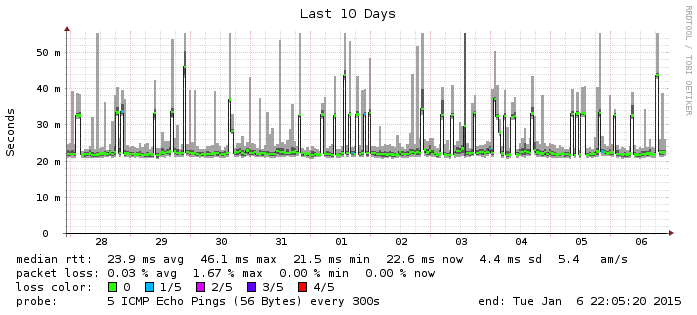 Last 10 Days
RRDTOOL / TOBI OETIKER
Seconds
50 m
40 m
30 m
20 m
10 m
0
28 29 30 31 01 02 03 04 05 06
median rtt: 23.9 ms avg 46.1 ms max 21.5 ms min 22.6 ms now 4.4 ms sd 5.4 am/s
packet loss: 0.03 % avg 1.67 % max 0.00 % min 0.00 % now
loss color: 0 1/5 2/5 3/5 4/5
probe: 5 ICMP Echo Pings (56 Bytes) every 300s end: Tue Jan 6 22:05:20 2015